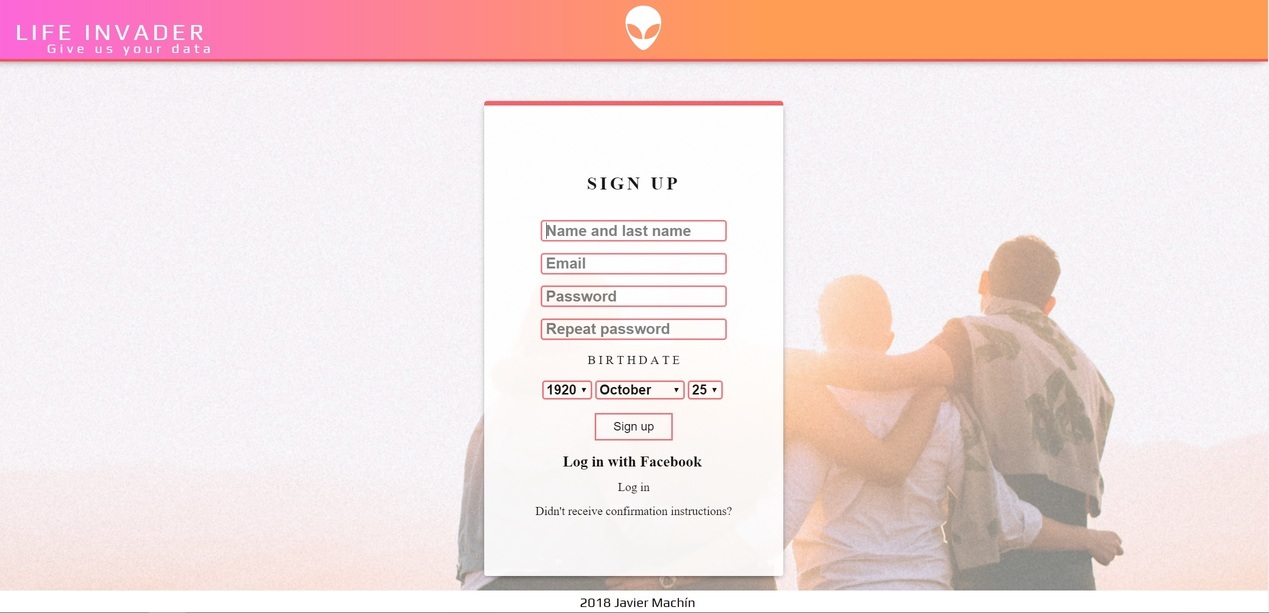 LIFE INVADER
Give us your data
SIGN UP
Name and last name
Email
Password
Repeat password
BIRTHDATE
1920 October 25
Sign up
Log in with Facebook
Log in
Didn't receive confirmation instructions?
2018 Javier Machín